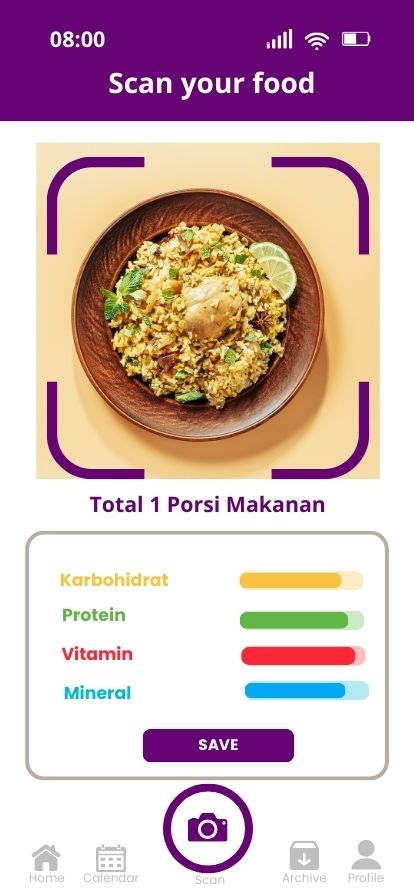 08:00
Scan your food
Total 1 Porsi Makanan
Karbohidrat
Protein
Vitamin
Mineral
SAVE
Home
Calendar
Scan
Archive
Profile